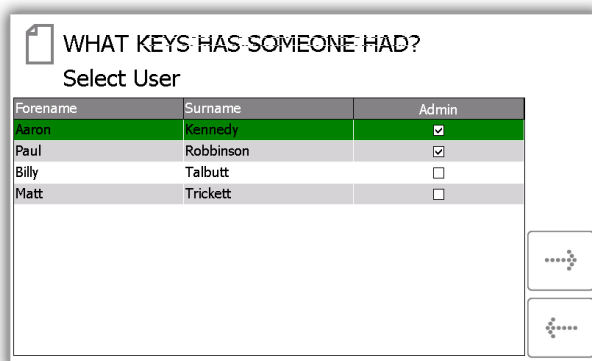 WHAT KEYS HAS SOMEONE HAD?
Select User
Forename Surname Admin
Aaron Kennedy
Paul Robbinson
Billy Talbutt
Matt Trickett